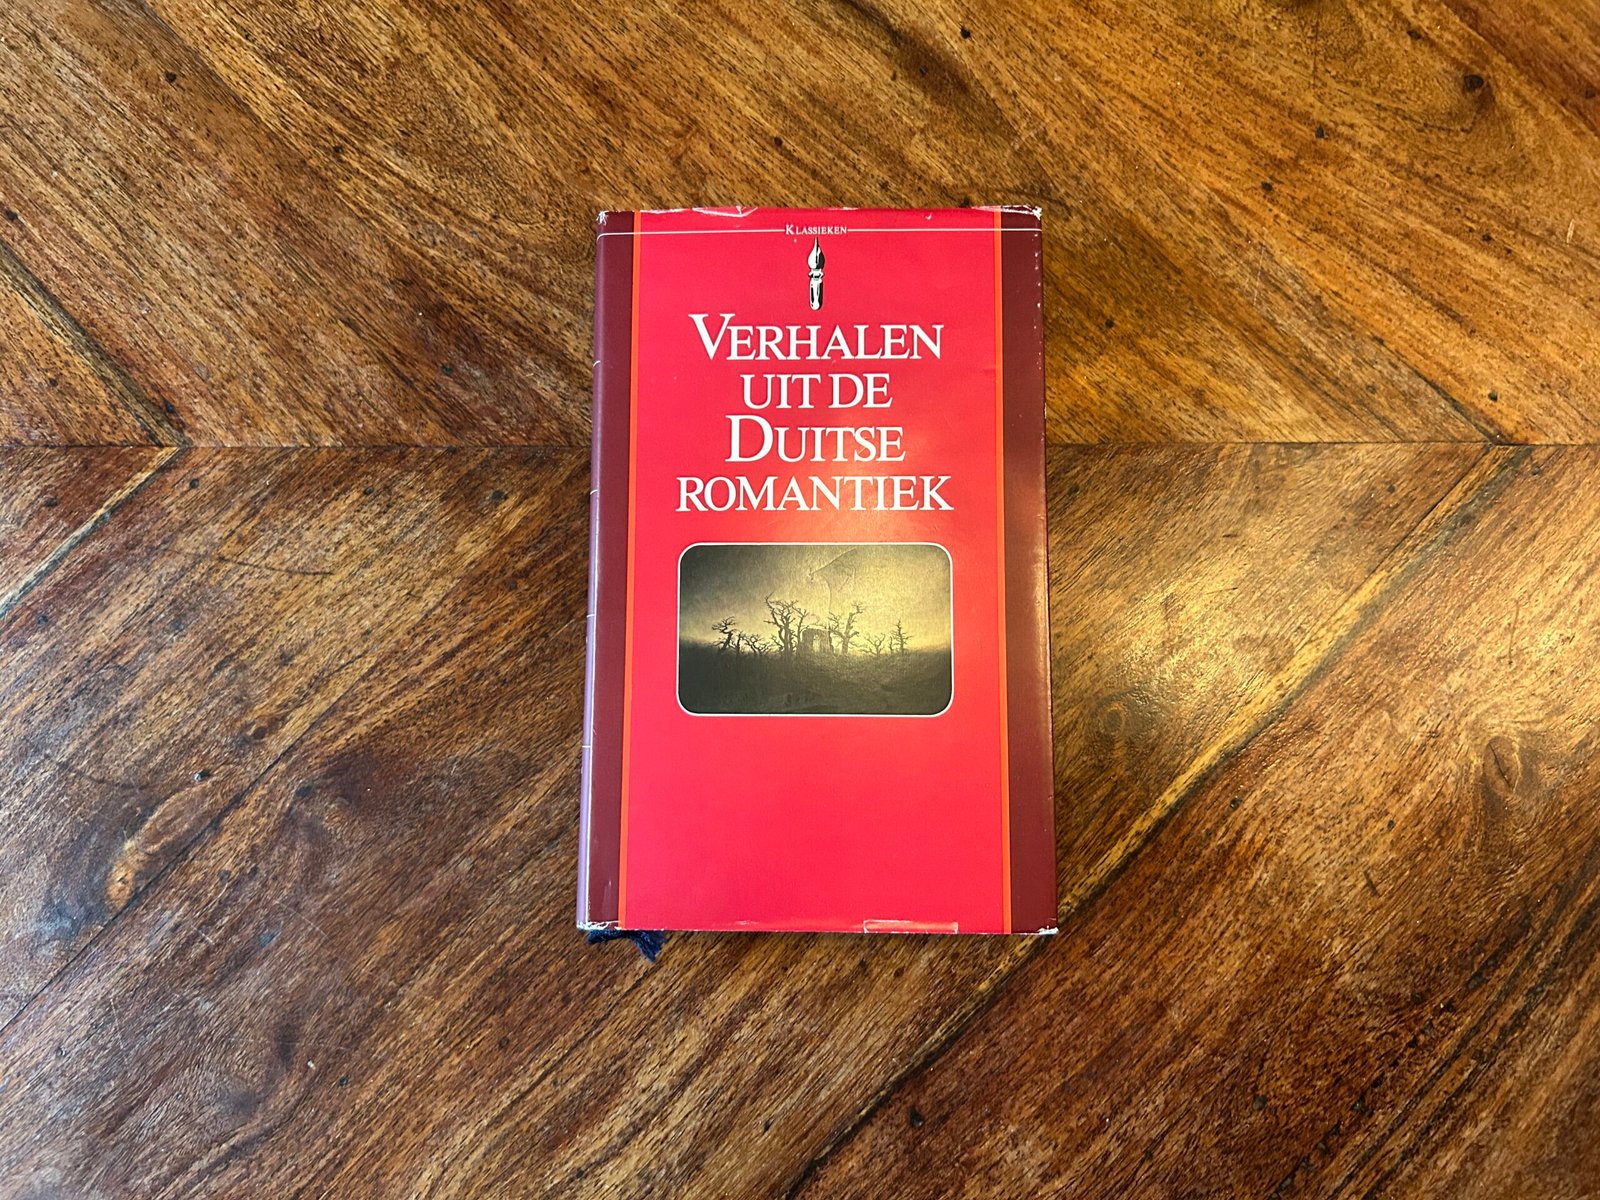 KLASSIEKEN
VERHALEN
UIT DE
DUITSE
ROMANTIEK